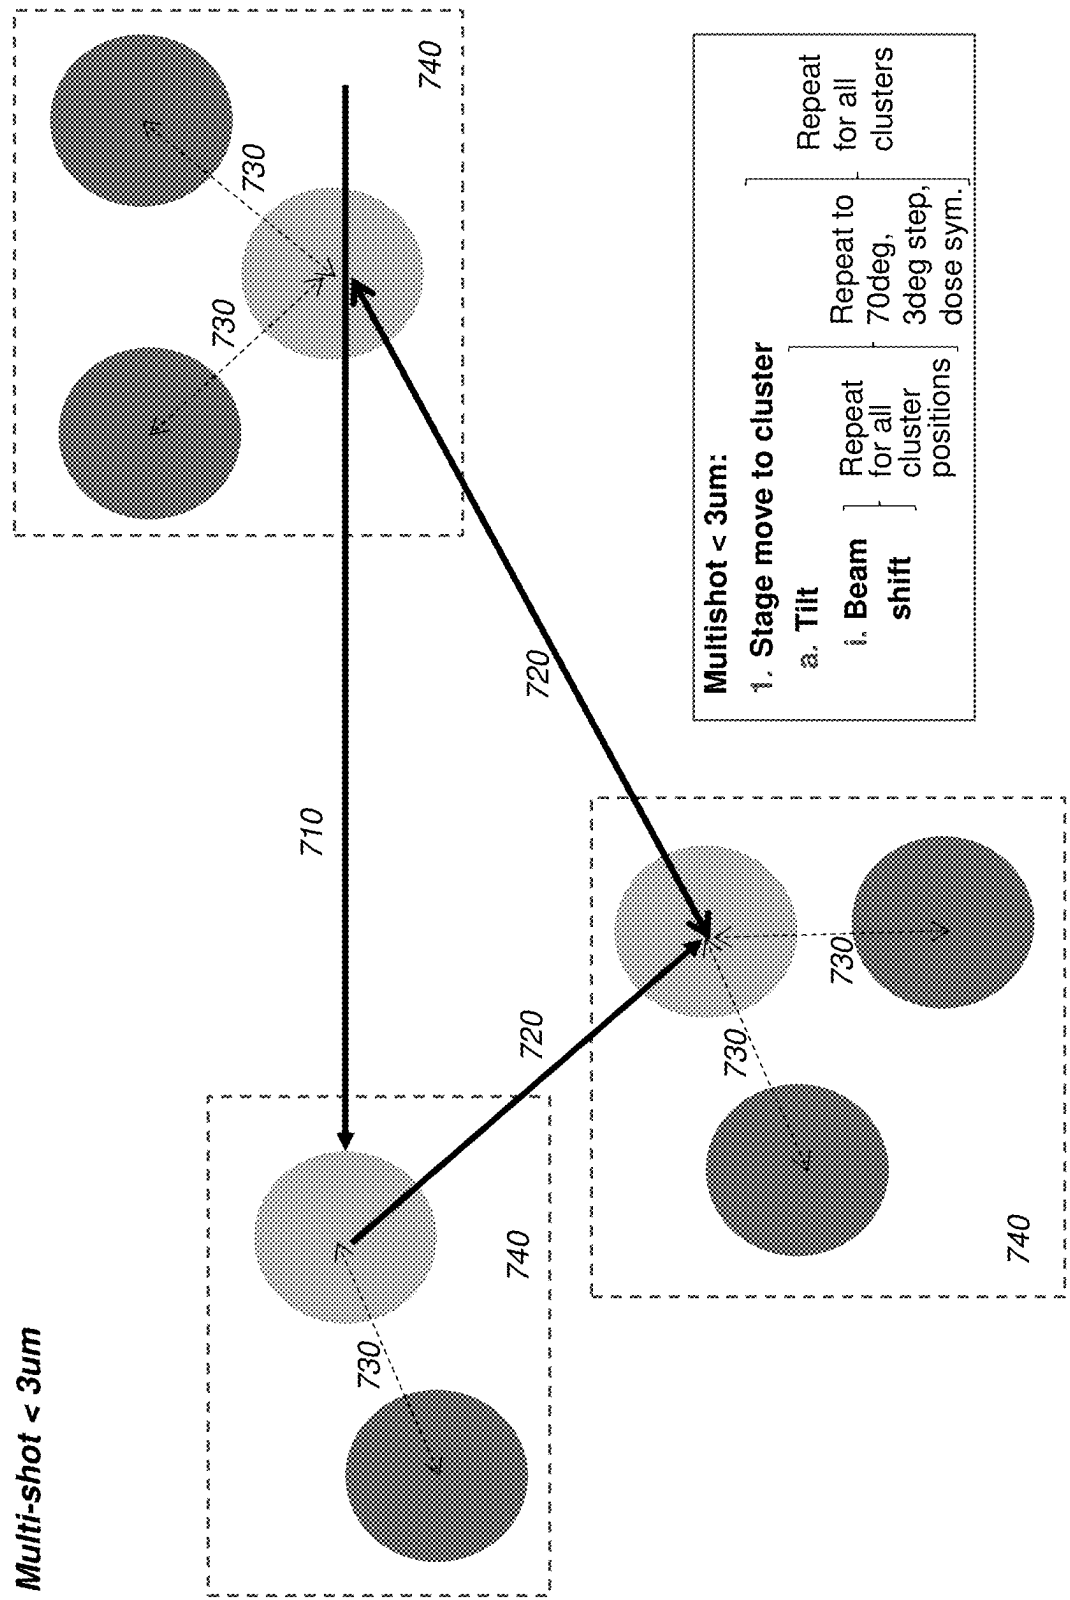 Multi-shot < 3um
740
730
730
710
720
720
730
740
730
730
740
Multishot < 3um:
1. Stage move to cluster
a. Tilt
i. Beam
shift
Repeat
for all
cluster
positions
Repeat to
70deg,
3deg step,
dose sym.
Repeat
for all
clusters